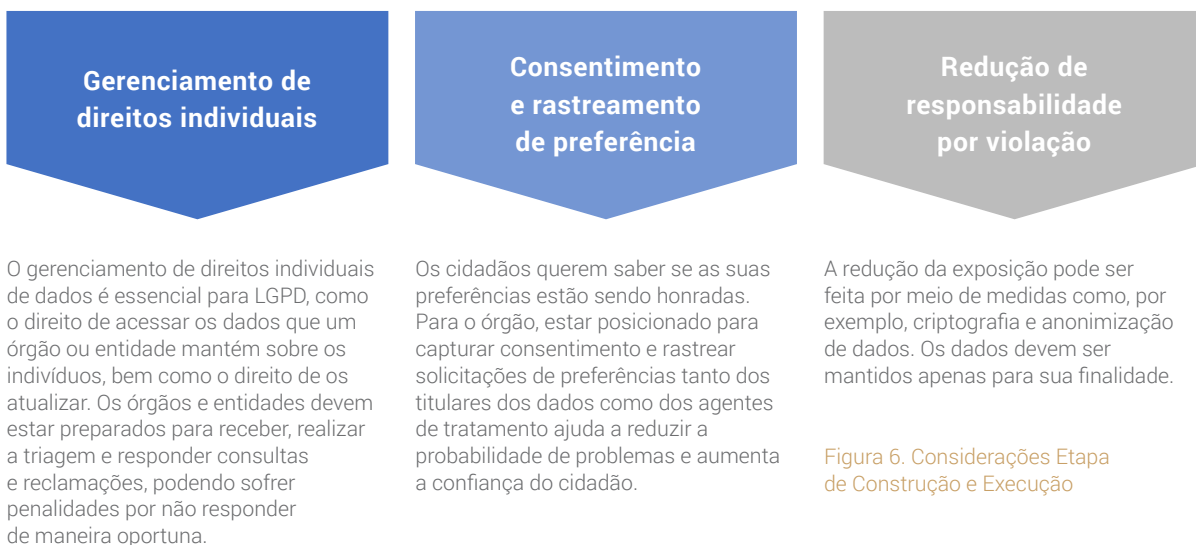 Gerenciamento de
direitos individuais
O gerenciamento de direitos individuais
de dados é essencial para LGPD, como
o direito de acessar os dados que um
órgão ou entidade mantém sobre os
indivíduos, bem como o direito de os
atualizar. Os órgãos e entidades devem
estar preparados para receber, realizar
a triagem e responder consultas
e reclamações, podendo sofrer
penalidades por não responder
de maneira oportuna.
Consentimento
e rastreamento
de preferência
Os cidadãos querem saber se as suas
preferências estão sendo honradas.
Para o órgão, estar posicionado para
capturar consentimento e rastrear
solicitações de preferências tanto dos
titulares dos dados como dos agentes
de tratamento ajuda a reduzir a
probabilidade de problemas e aumenta
a confiança do cidadão.
Redução de
responsabilidade
por violação
A redução da exposição pode ser
feita por meio de medidas como, por
exemplo, criptografia e anonimização
de dados. Os dados devem ser
mantidos apenas para sua finalidade.
Figura 6. Considerações Etapa
de Construção e Execução